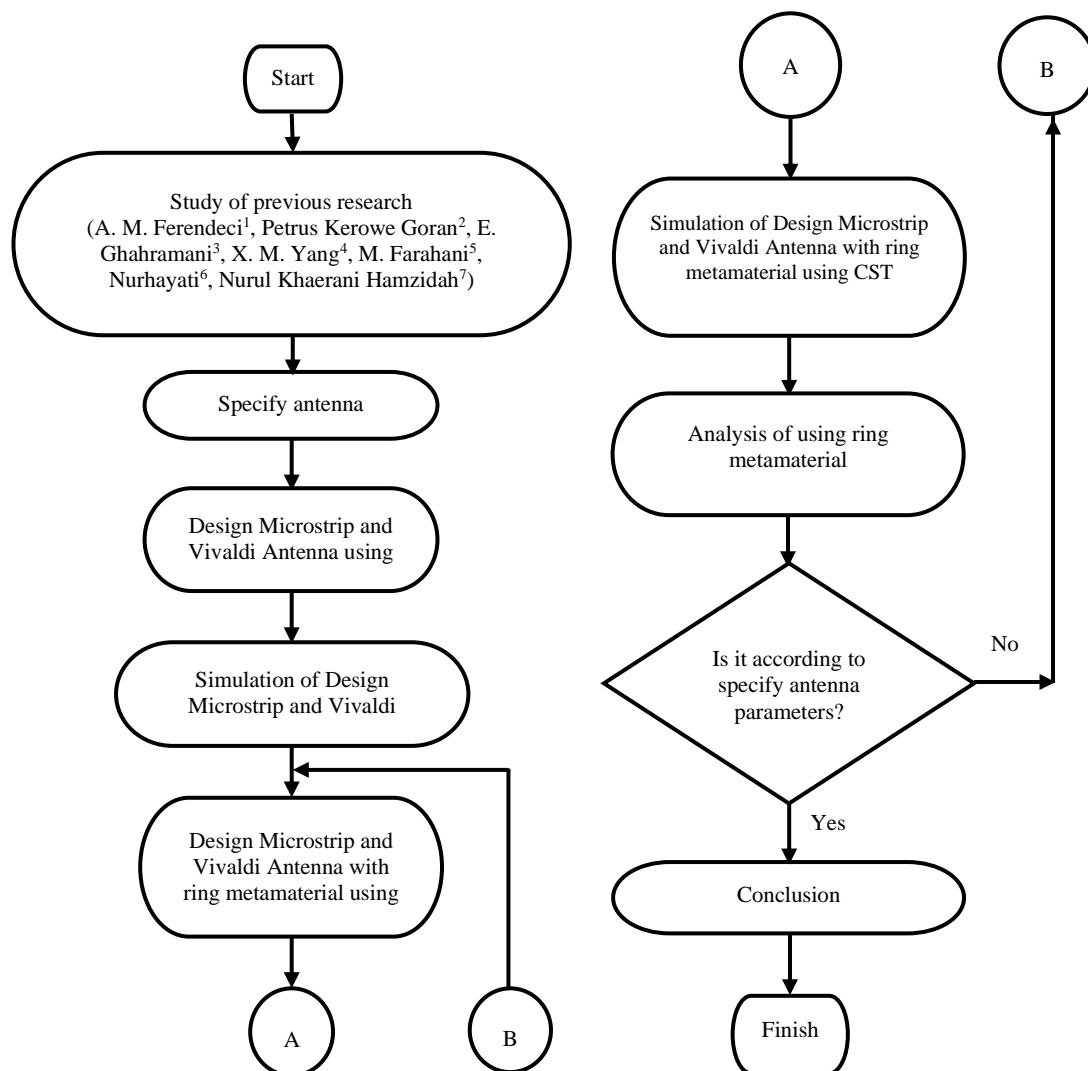 Start
Study of previous research
(A. M. Ferendeci¹, Petrus Kerowe Goran², E.
Ghahramani³, X. M. Yang⁴, M. Farahani⁵,
Nurhayati⁶, Nurul Khaerani Hamzidah⁷)
Specify antenna
Design Microstrip and
Vivaldi Antenna using
Simulation of Design
Microstrip and Vivaldi
Design Microstrip and
Vivaldi Antenna with
ring metamaterial using
A
B
A
B
Simulation of Design Microstrip
and Vivaldi Antenna with ring
metamaterial using CST
Analysis of using ring
metamaterial
Is it according to
specify antenna
parameters?
No
Yes
Conclusion
Finish